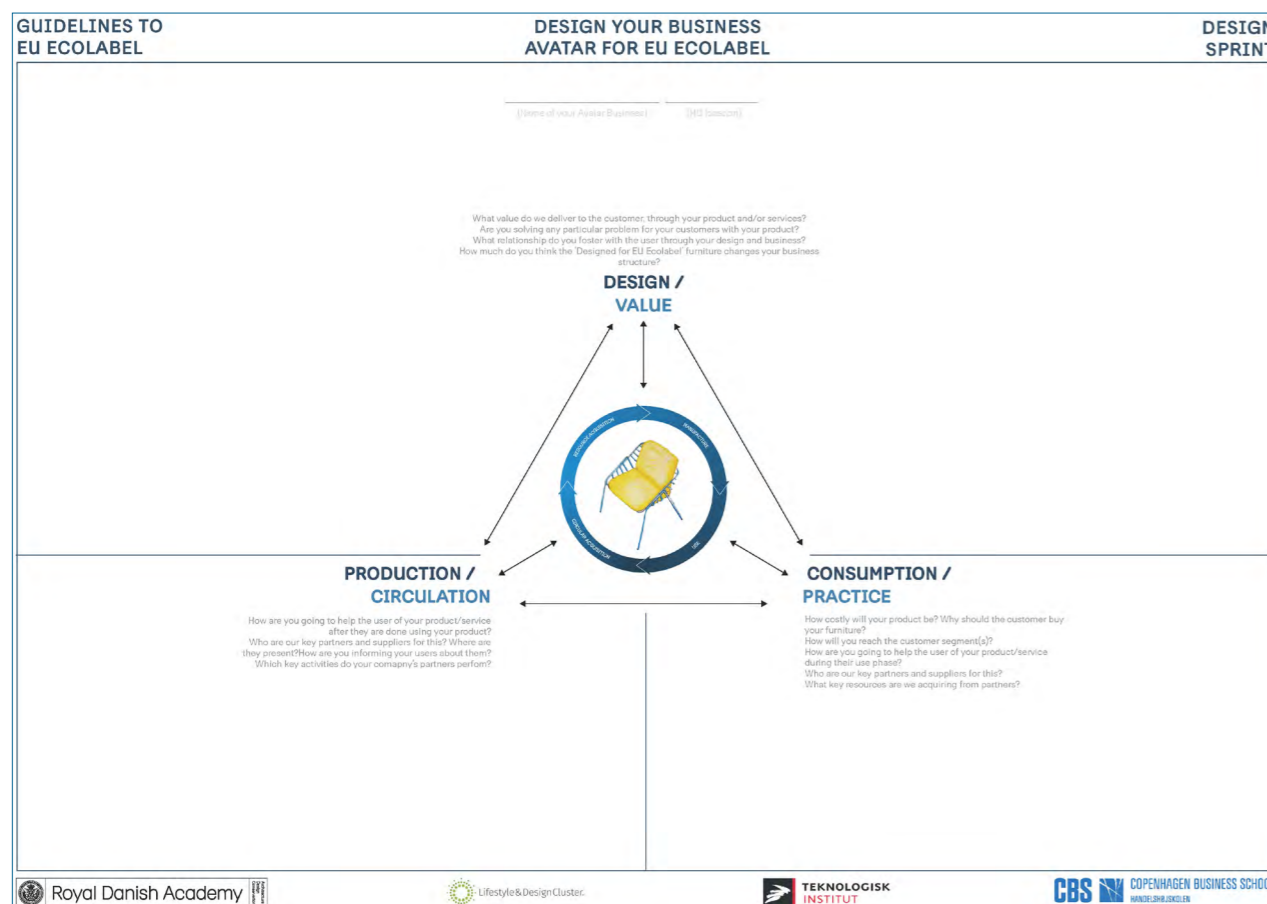 GUIDELINES TO
EU ECOLABEL
DESIGN YOUR BUSINESS
AVATAR FOR EU ECOLABEL
DESIGN
SPRINT
(Name of your Avatar Business)
(HQ location)
What value do we deliver to the customer, through your product and/or services?
Are you solving any particular problem for your customers with your product?
What relationship do you foster with the user through your design and business?
How much do you think the 'Designed for EU Ecolabel' furniture changes your business
structure?
DESIGN /
VALUE
RESOURCE ACQUISITION
MANUFACTURE
USE
CIRCULAR ACQUISITION
PRODUCTION /
CIRCULATION
How are you going to help the user of your product/service
after they are done using your product?
Who are our key partners and suppliers for this? Where are
they present?How are you informing your users about them?
Which key activities do your comapny's partners perfom?
CONSUMPTION /
PRACTICE
How costly will your product be? Why should the customer buy
your furniture?
How will you reach the customer segment(s)?
How are you going to help the user of your product/service
during their use phase?
Who are our key partners and suppliers for this?
What key resources are we acquiring from partners?
Royal Danish Academy
Architecture
Design
Conservation
Lifestyle&DesignCluster.
TEKNOLOGISK
INSTITUT
CBS
COPENHAGEN BUSINESS SCHOO
HANDELSHØJSKOLEN